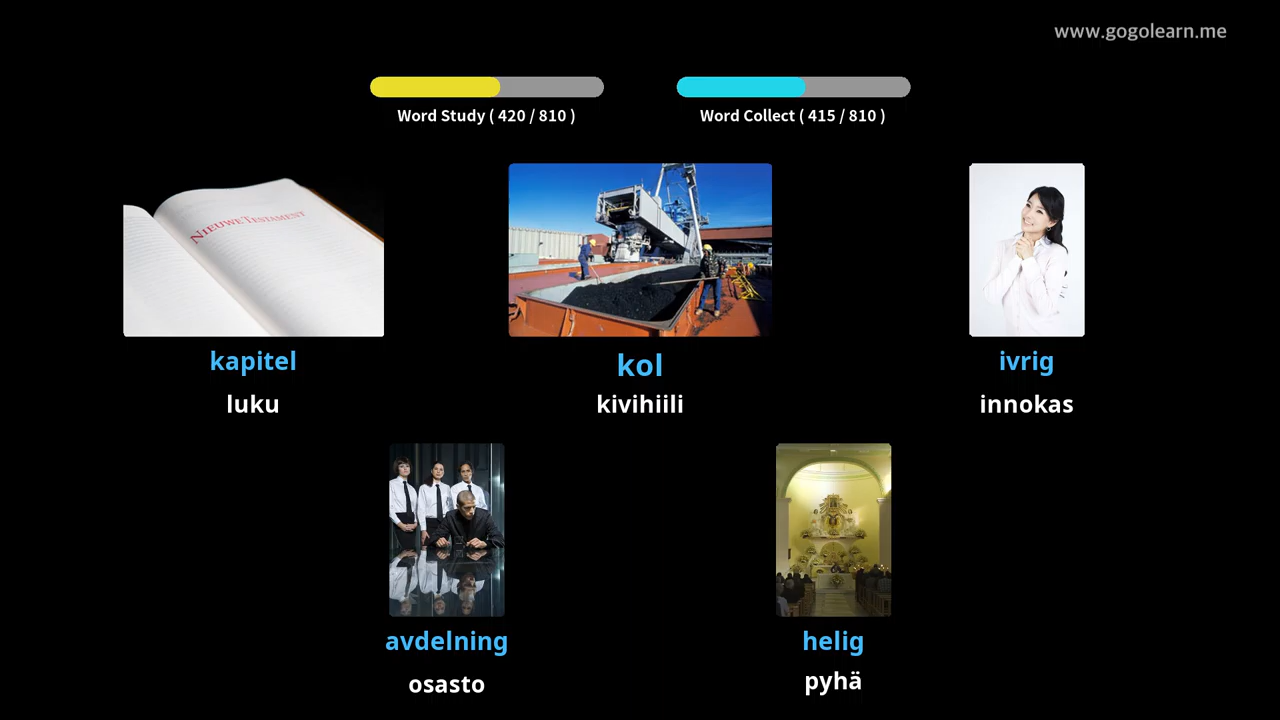 www.gogolearn.me
Word Study ( 420 / 810 )
Word Collect ( 415 / 810 )
NIEUWE TESTAMENT
kapitel
luku
kol
kivihiili
ivrig
innokas
avdelning
osasto
helig
pyhä